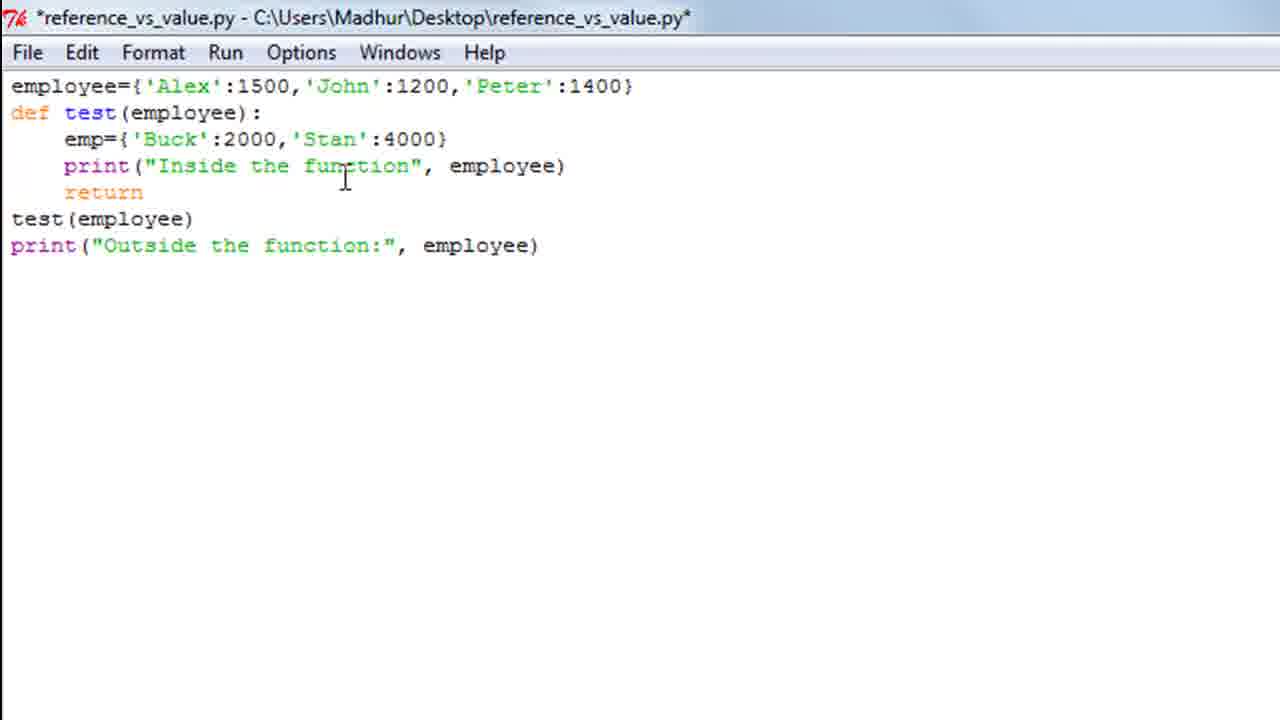 *reference_vs_value.py - C:\Users\Madhur\Desktop\reference_vs_value.py*
File Edit Format Run Options Windows Help
employee={'Alex':1500,'John':1200,'Peter':1400}
def test(employee):
    emp={'Buck':2000,'Stan':4000}
    print("Inside the function", employee)
    return
test(employee)
print("Outside the function:", employee)